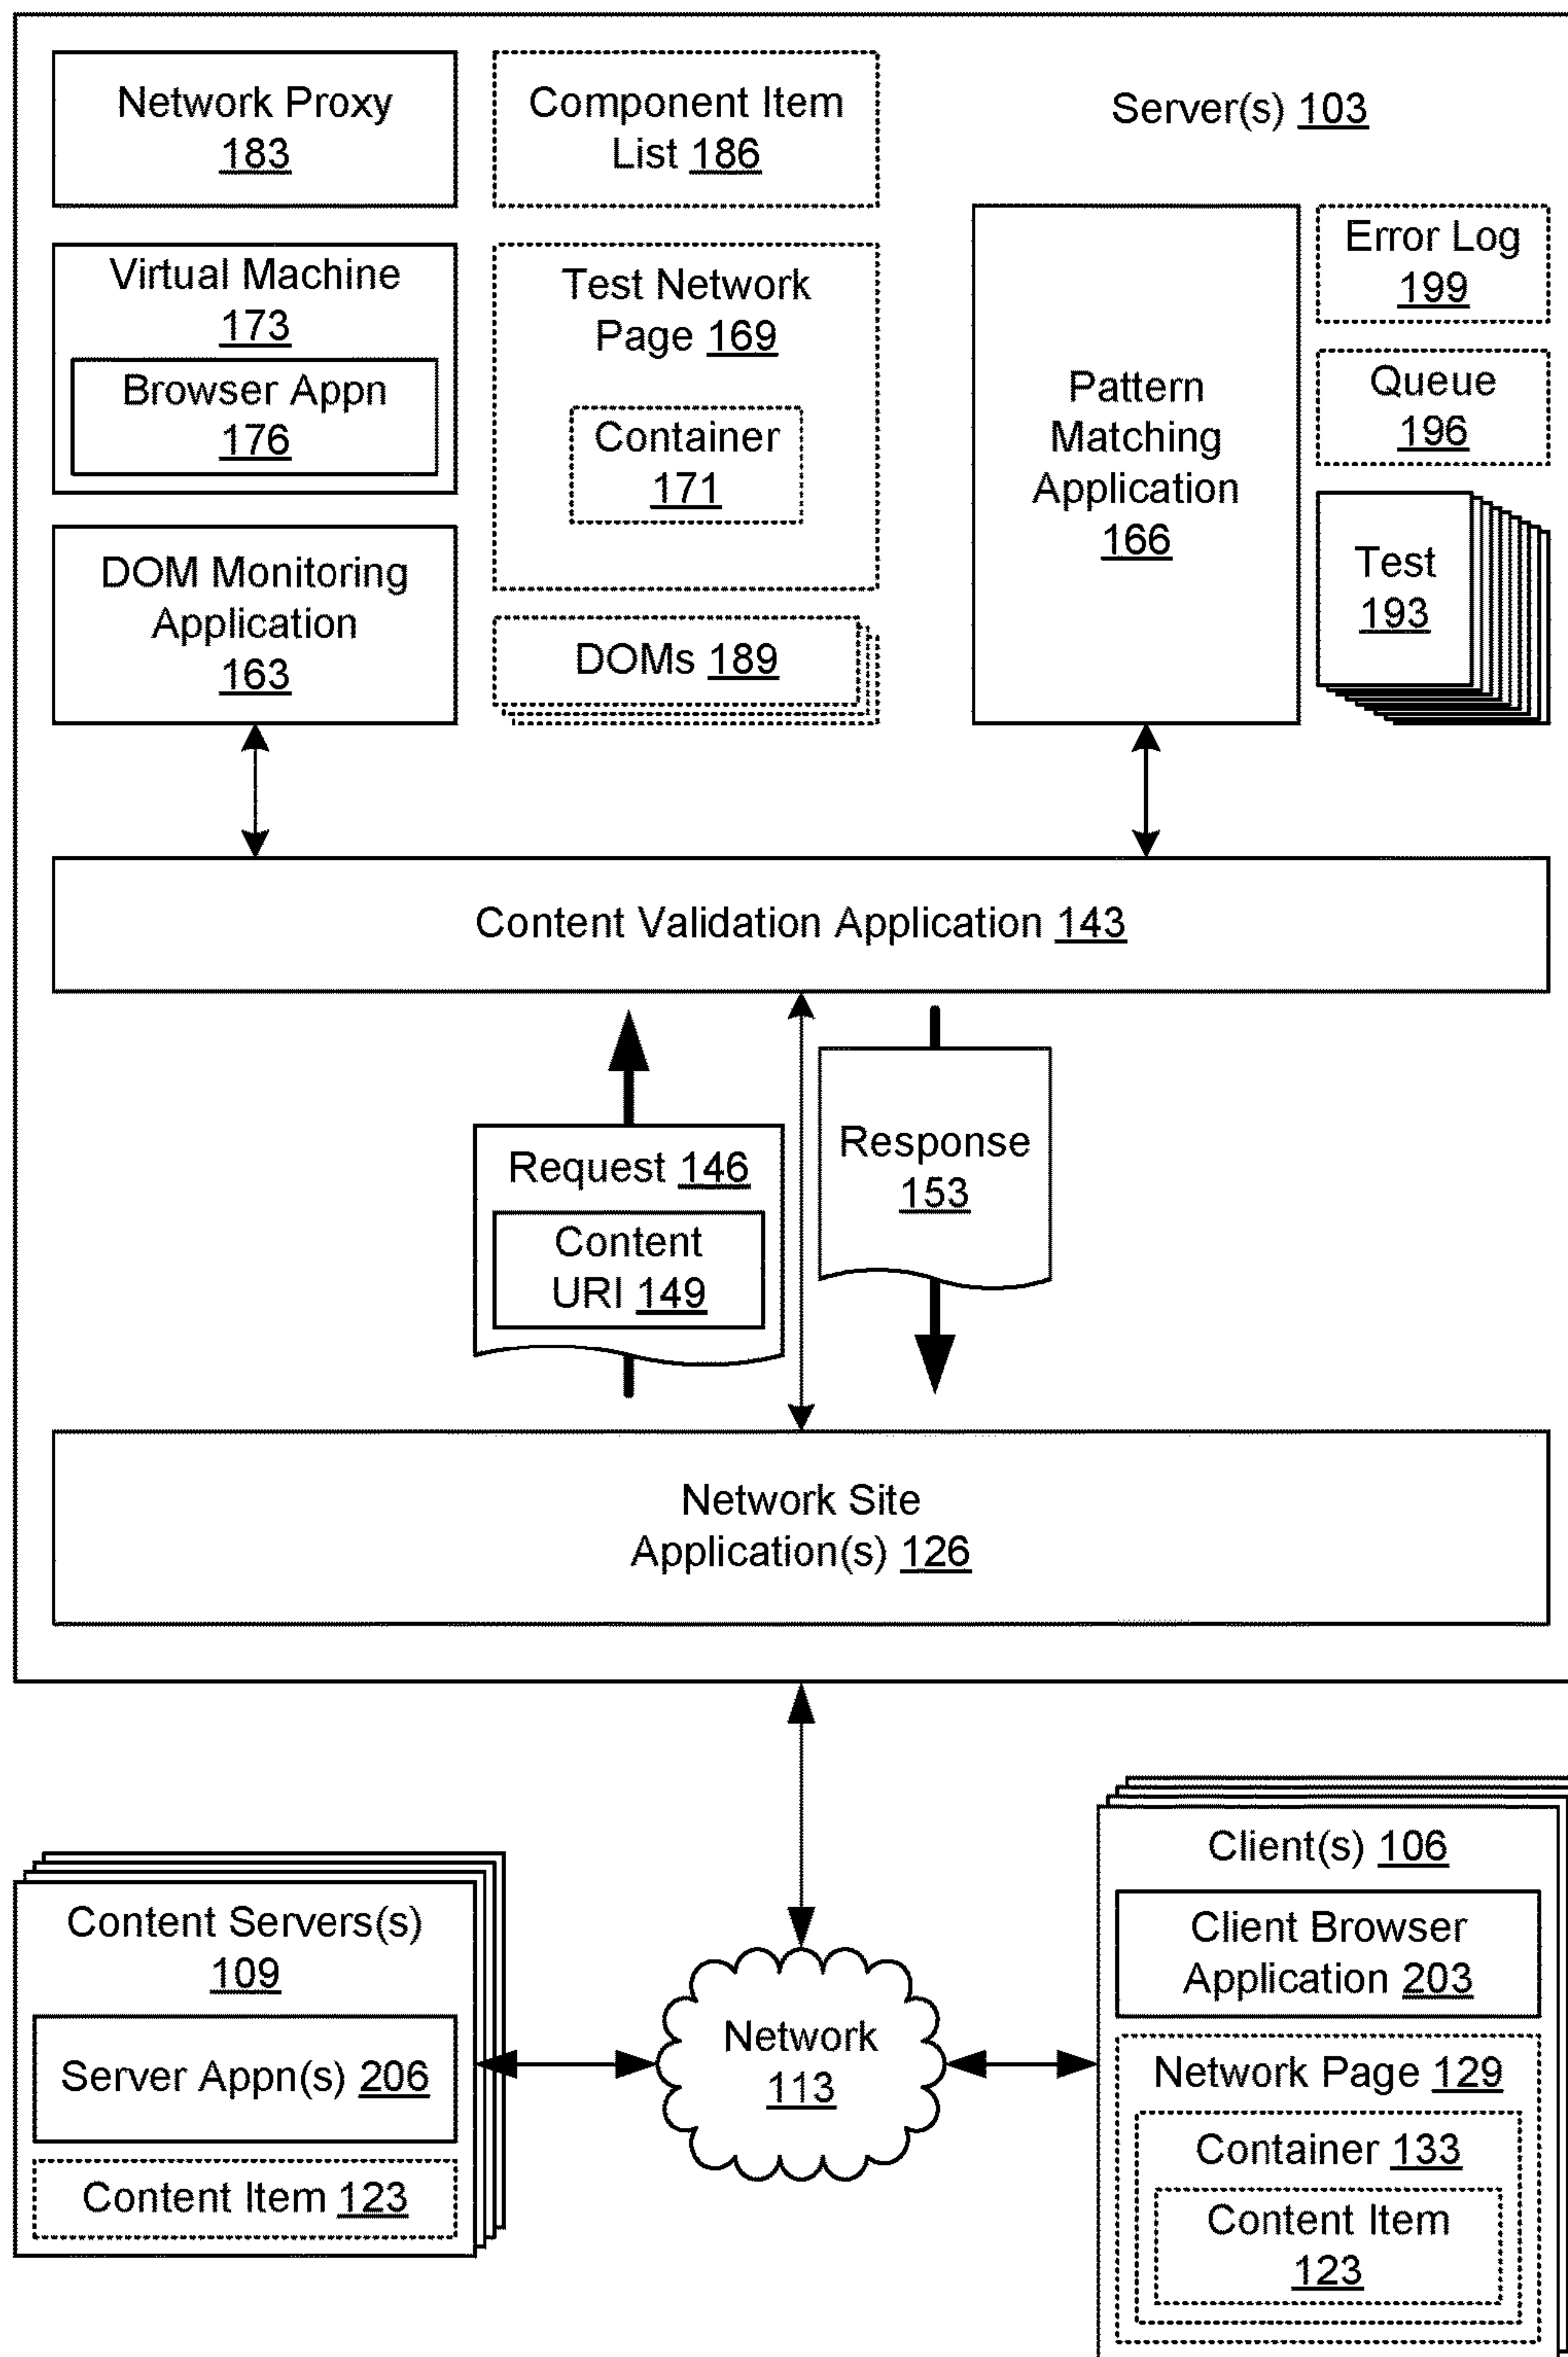 Network Proxy
183
Component Item
List 186
Server(s) 103
Virtual Machine
173
Browser Appn
176
Test Network
Page 169
Container
171
Pattern
Matching
Application
166
Error Log
199
Queue
196
Test
193
DOM Monitoring
Application
163
DOMs 189
Content Validation Application 143
Request 146
Content
URI 149
Response
153
Network Site
Application(s) 126
Content Servers(s)
109
Server Appn(s) 206
Content Item 123
Network
113
Client(s) 106
Client Browser
Application 203
Network Page 129
Container 133
Content Item
123